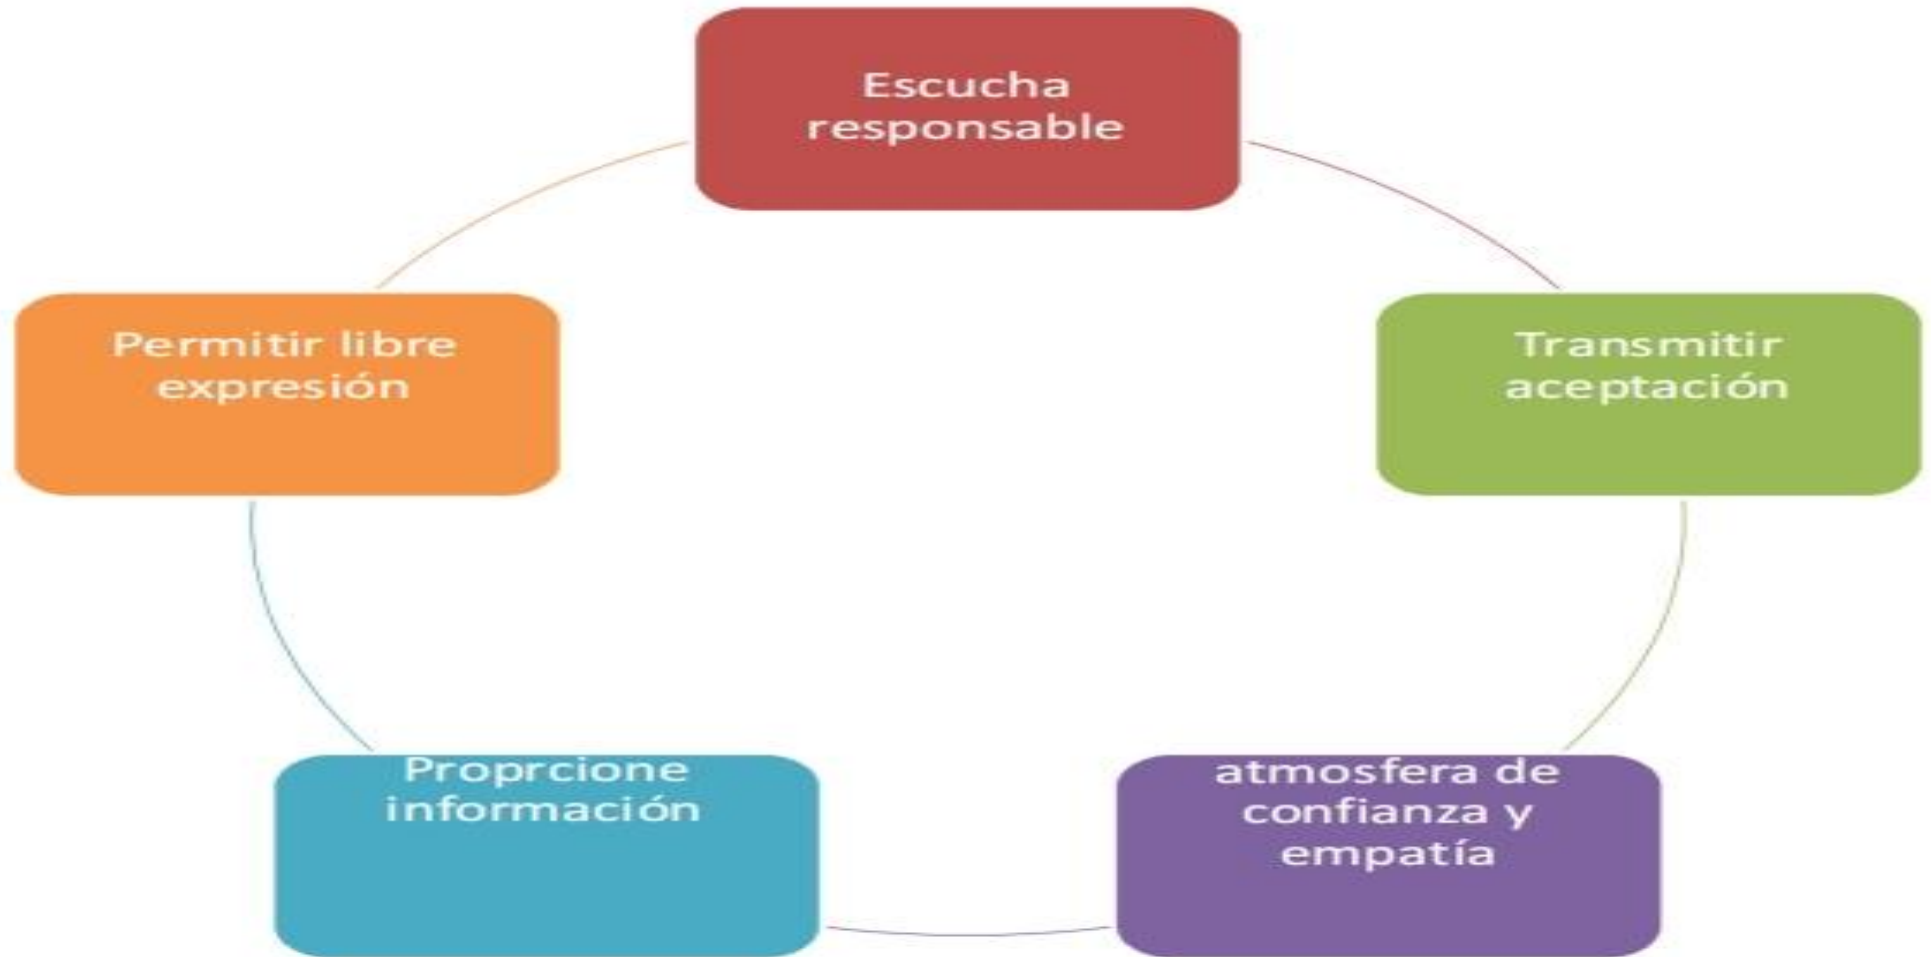 Escucha
responsable
Transmitir
aceptación
atmosfera de
confianza y
empatía
Proprcione
información
Permitir libre
expresión